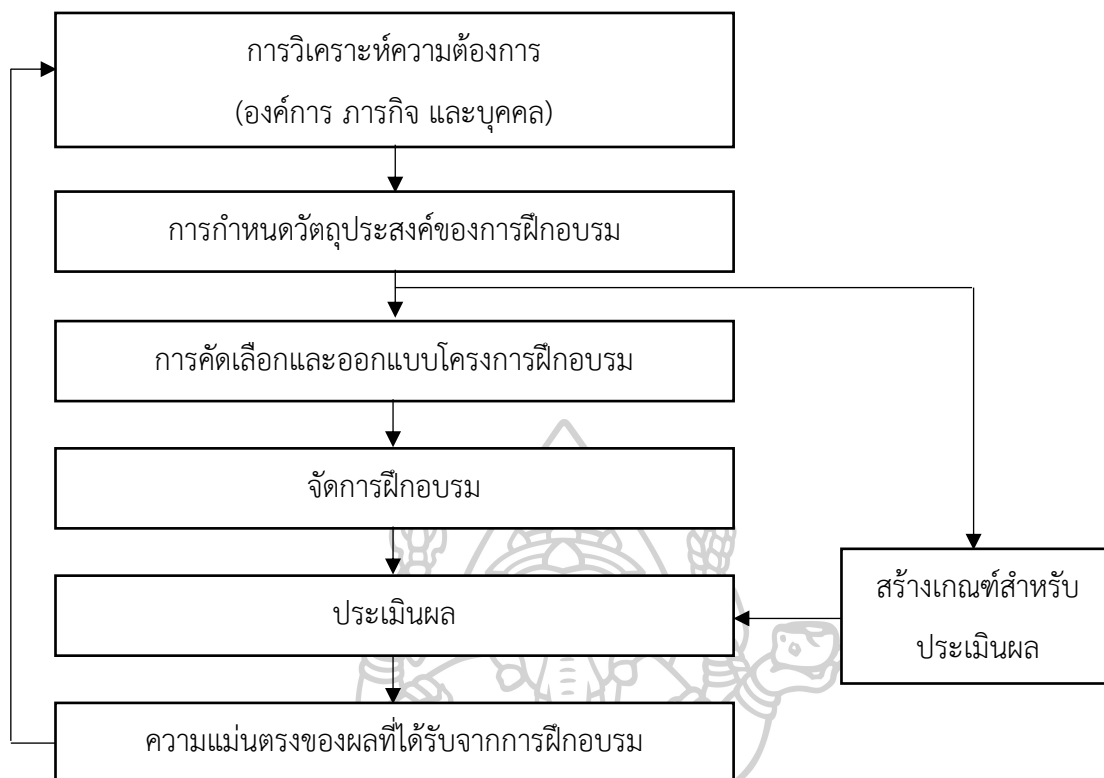 การวิเคราะห์ความต้องการ
(องค์การ ภารกิจ และบุคคล)
การกำหนดวัตถุประสงค์ของการฝึกอบรม
การคัดเลือกและออกแบบโครงการฝึกอบรม
จัดการฝึกอบรม
ประเมินผล
สร้างเกณฑ์สำหรับ
ประเมินผล
ความแม่นตรงของผลที่ได้รับจากการฝึกอบรม